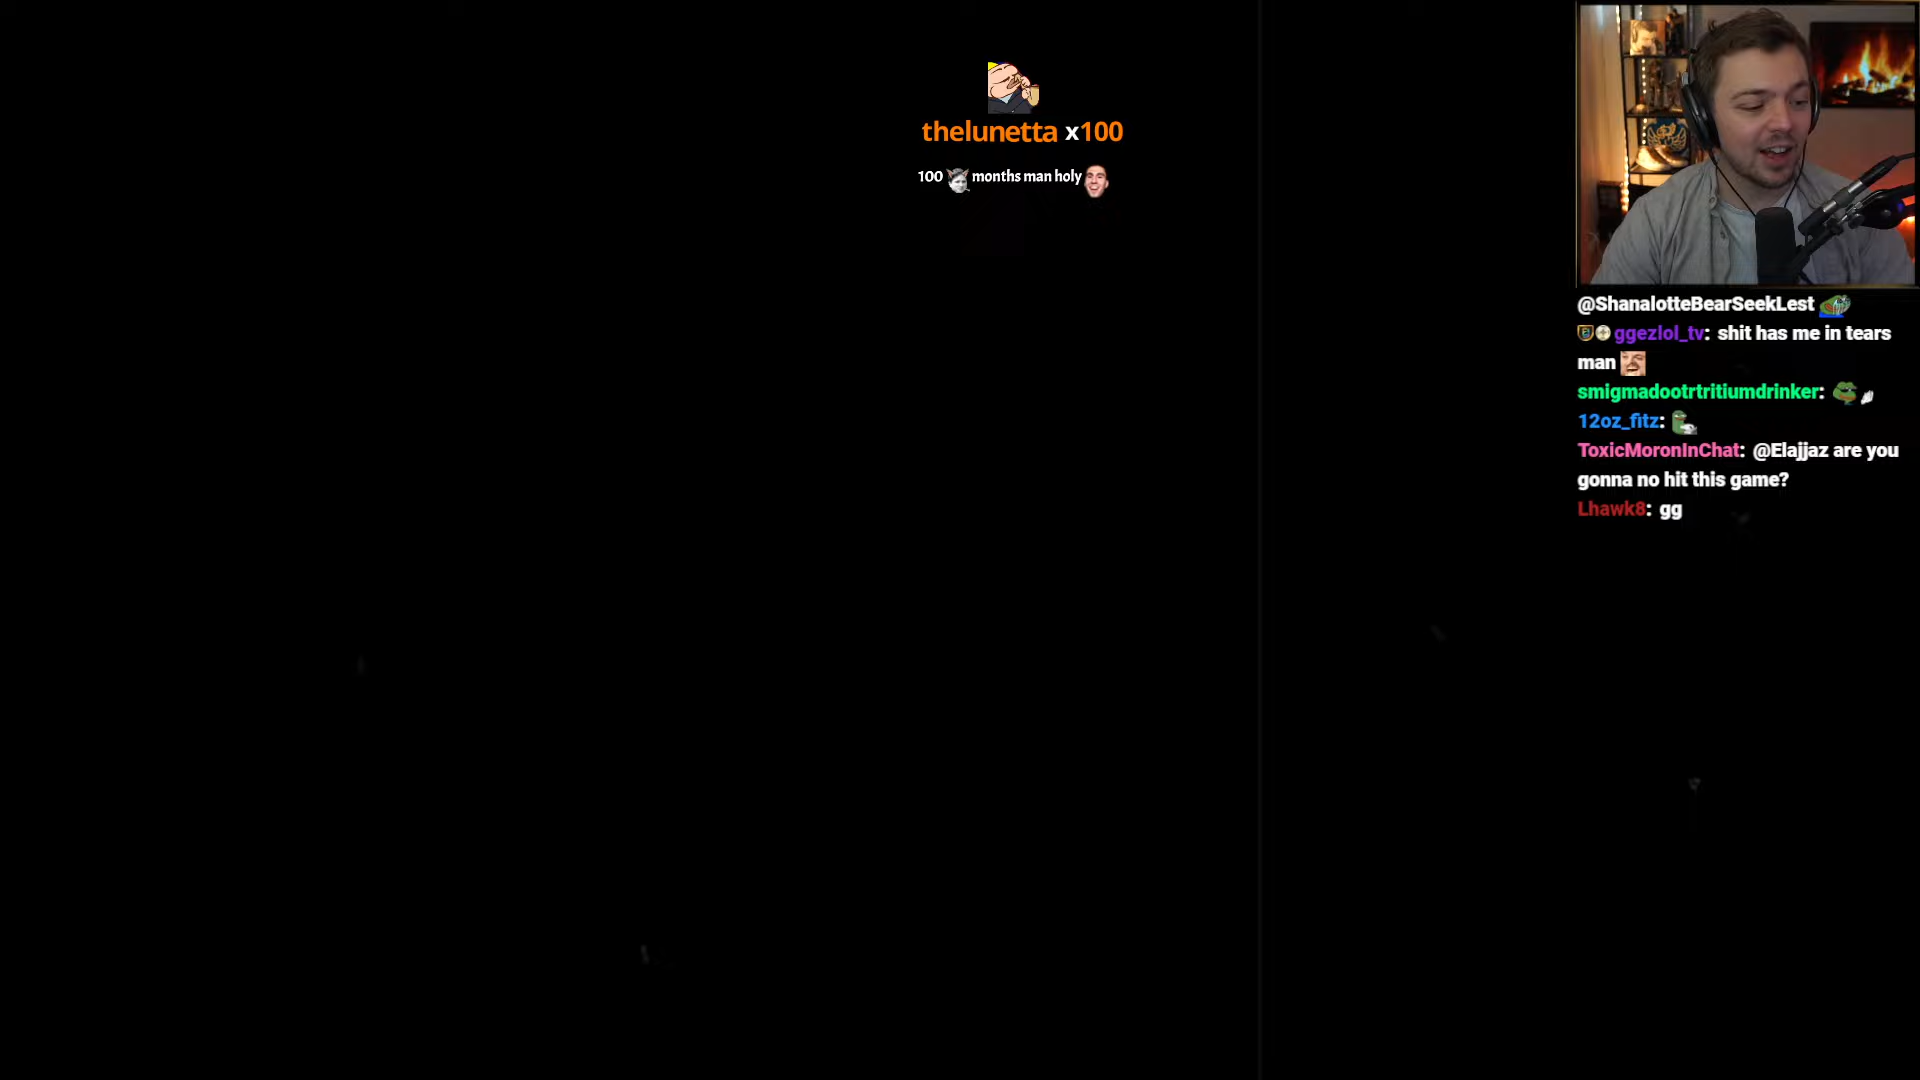 thelunetta x100
100 months man holy
@ShanalotteBearSeekLest
ggezlol_tv: shit has me in tears
man
smigmadootrtritiumdrinker:
12oz_fitz:
ToxicMoronInChat: @Elajjaz are you
gonna no hit this game?
Lhawk8: gg